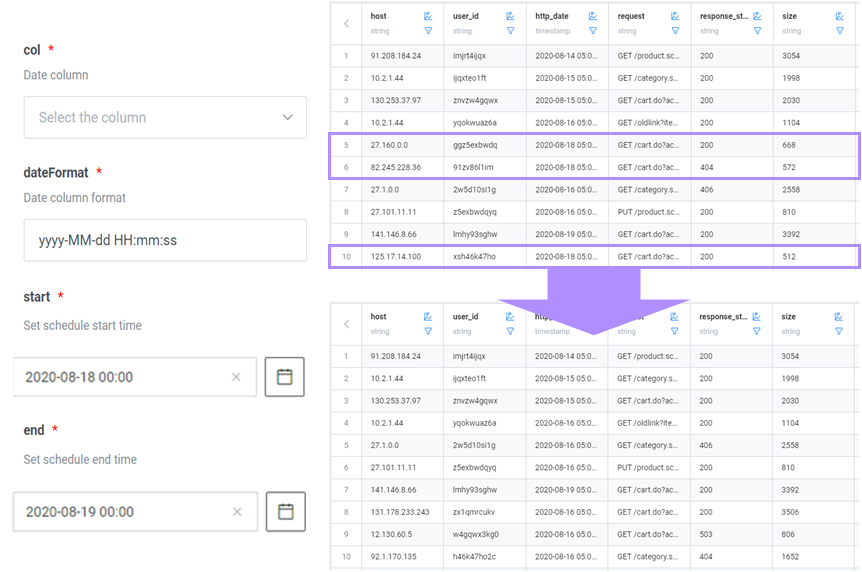 col *
Date column
Select the column
dateFormat *
Date column format
yyyy-MM-dd HH:mm:ss
start *
Set schedule start time
2020-08-18 00:00 ×
end *
Set schedule end time
2020-08-19 00:00 ×
host user_id http_date request response_st... size
string string timestamp string string string
1 91.208.184.24 imjrt4ijqx 2020-08-14 05:0... GET /product.sc... 200 3054
2 10.2.1.44 ijqxteo1ft 2020-08-15 05:0... GET /category.s... 200 1998
3 130.253.37.97 znvzw4gqwx 2020-08-15 05:0... GET /cart.do?ac... 200 2030
4 10.2.1.44 yqokwuaz6a 2020-08-16 05:0... GET /oldlink?ite... 200 1104
5 27.160.0.0 ggz5exbwdq 2020-08-18 05:0... GET /cart.do?ac... 200 668
6 82.245.228.36 91zv86l1im 2020-08-18 05:0... GET /cart.do?ac... 404 572
7 27.1.0.0 2w5d10si1g 2020-08-16 05:0... GET /category.s... 406 2558
8 27.101.11.11 z5exbwdqyq 2020-08-16 05:0... PUT /product.sc... 200 810
9 141.146.8.66 lmhy93sghw 2020-08-19 05:0... GET /cart.do?ac... 200 3392
10 125.17.14.100 xsh46k47ho 2020-08-18 05:0... GET /cart.do?ac... 200 512
host user_id response_st... size
string string timestamp string string string
1 91.208.184.24 imjrt4ijqx 2020-08-14 05:0... GET /product.sc... 200 3054
2 10.2.1.44 ijqxteo1ft 2020-08-15 05:0... GET /category.s... 200 1998
3 130.253.37.97 znvzw4gqwx 2020-08-15 05:0... GET /cart.do?ac... 200 2030
4 10.2.1.44 yqokwuaz6a 2020-08-16 05:0... GET /oldlink?ite... 200 1104
5 27.1.0.0 2w5d10si1g 2020-08-16 05:0... GET /category.s... 406 2558
6 27.101.11.11 z5exbwdqyq 2020-08-16 05:0... PUT /product.sc... 200 810
7 141.146.8.66 lmhy93sghw 2020-08-19 05:0... GET /cart.do?ac... 200 3392
8 131.178.233.243 zx1qmrcukv 2020-08-16 05:0... GET /cart.do?ac... 200 3506
9 12.130.60.5 w4gqwx3kg0 2020-08-16 05:0... GET /cart.do?ac... 503 806
10 92.1.170.135 h46k47ho2c 2020-08-16 05:0... GET /category.s... 404 1652